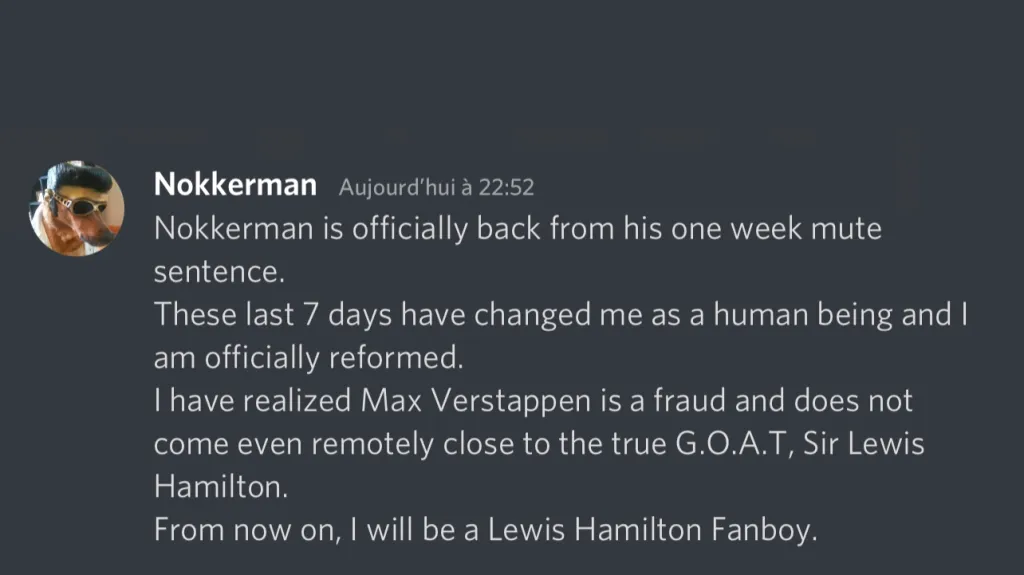 Nokkerman Aujourd'hui à 22:52
Nokkerman is officially back from his one week mute
sentence.
These last 7 days have changed me as a human being and I
am officially reformed.
I have realized Max Verstappen is a fraud and does not
come even remotely close to the true G.O.A.T, Sir Lewis
Hamilton.
From now on, I will be a Lewis Hamilton Fanboy.